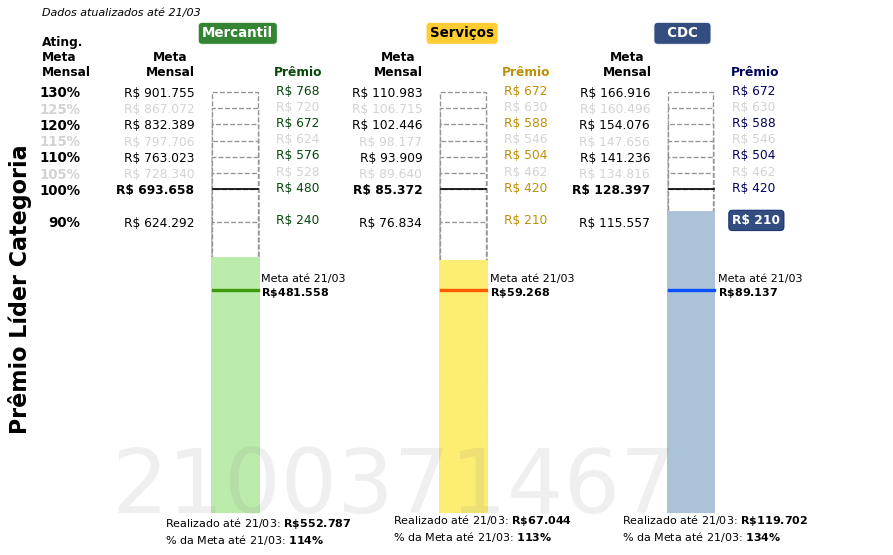 Dados atualizados até 21/03
Mercantil Serviços CDC
Ating.
Meta Meta Meta Meta
Mensal Mensal Prêmio Mensal Prêmio Mensal Prêmio
130% R$ 901.755 R$ 768 R$ 110.983 R$ 672 R$ 166.916 R$ 672
125% R$ 867.072 R$ 720 R$ 106.715 R$ 630 R$ 160.496 R$ 630
120% R$ 832.389 R$ 672 R$ 102.446 R$ 588 R$ 154.076 R$ 588
115% R$ 797.706 R$ 624 R$ 98.177 R$ 546 R$ 147.656 R$ 546
110% R$ 763.023 R$ 576 R$ 93.909 R$ 504 R$ 141.236 R$ 504
105% R$ 728.340 R$ 528 R$ 89.640 R$ 462 R$ 134.816 R$ 462
100% R$ 693.658 R$ 480 R$ 85.372 R$ 420 R$ 128.397 R$ 420
90% R$ 624.292 R$ 240 R$ 76.834 R$ 210 R$ 115.557 R$ 210
Meta até 21/03 Meta até 21/03 Meta até 21/03
R$481.558 R$59.268 R$89.137
Prêmio Líder Categoria
2100371467
Realizado até 21/03: R$552.787 Realizado até 21/03: R$67.044 Realizado até 21/03: R$119.702
% da Meta até 21/03: 114% % da Meta até 21/03: 113% % da Meta até 21/03: 134%